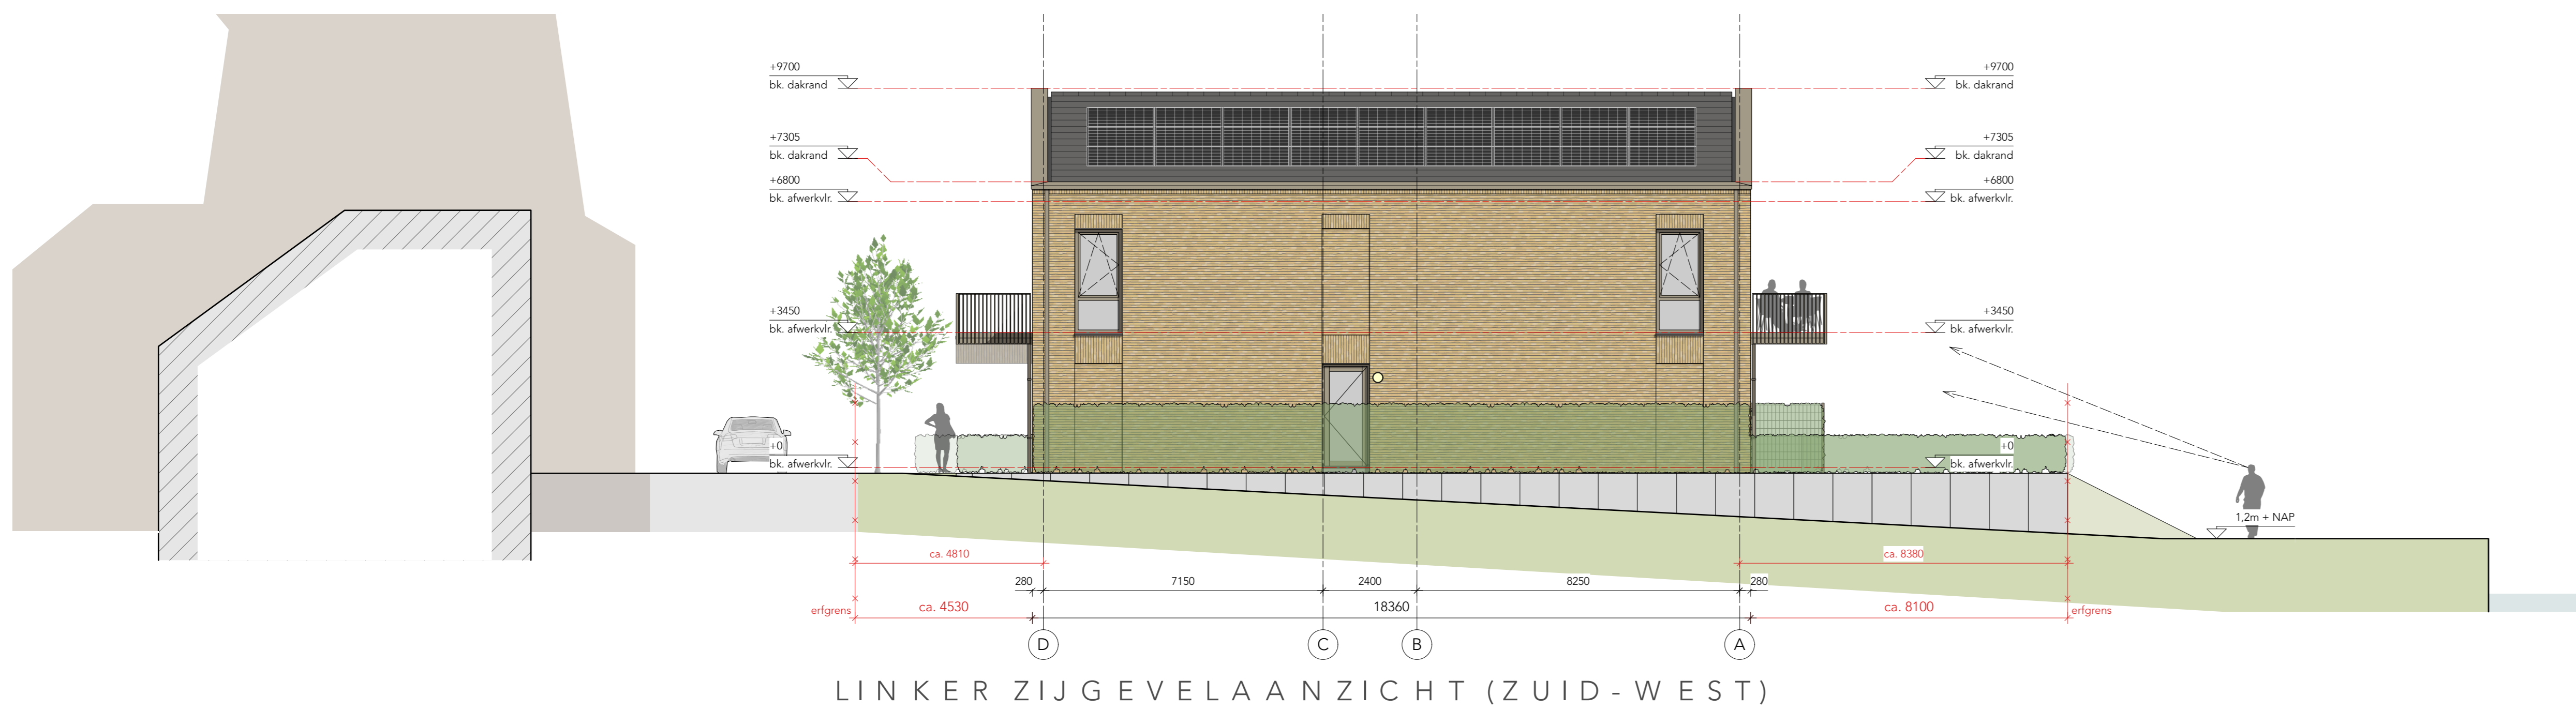 +9700
bk. dakrand
+7305
bk. dakrand
+6800
bk. afwerkvlr.
+3450
bk. afwerkvlr.
+0
bk. afwerkvlr.
+9700
bk. dakrand
+7305
bk. dakrand
+6800
bk. afwerkvlr.
+3450
bk. afwerkvlr.
+0
bk. afwerkvlr.
1,2m + NAP
ca. 4810
ca. 8380
280 7150 2400 8250 280
erfgrens ca. 4530 18360 ca. 8100 erfgrens
D C B A
LINKER ZIJGEVELAANZICHT (ZUID-WEST)